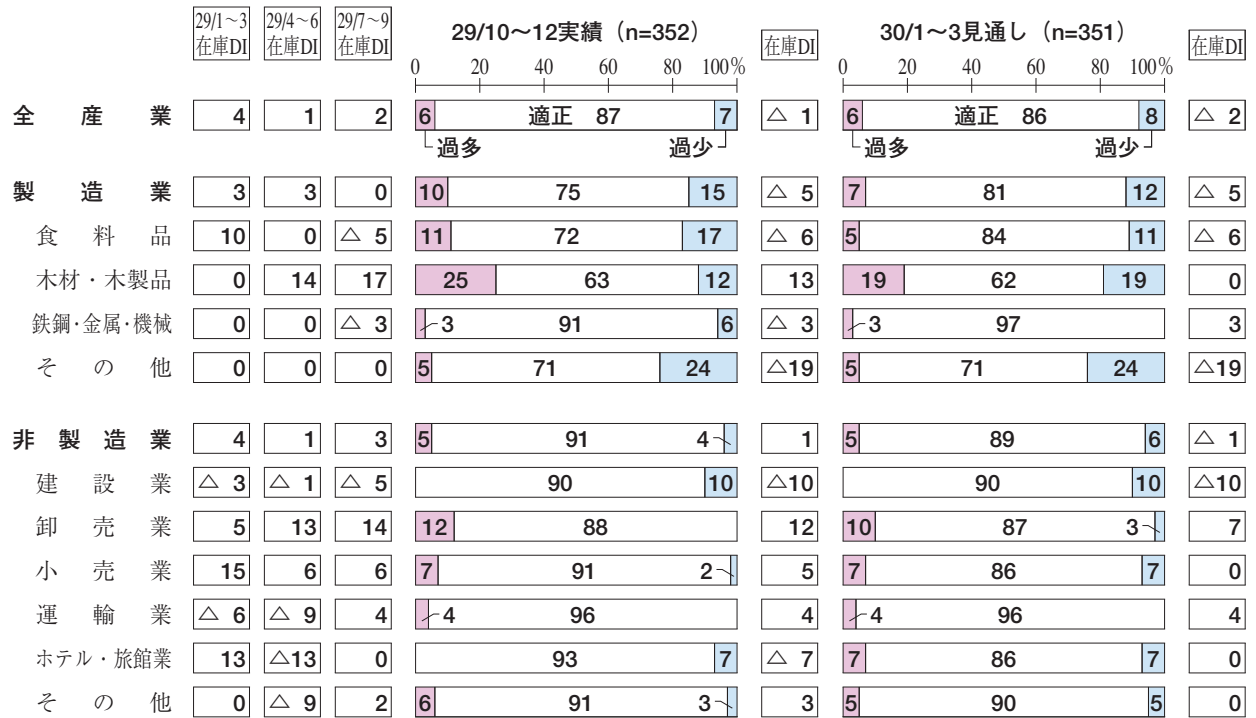 29/1～3 29/4～6 29/7～9
在庫DI 在庫DI 在庫DI 29/10～12実績（n=352） 在庫DI 30/1～3見通し（n=351） 在庫DI
0 20 40 60 80 100% 0 20 40 60 80 100%
全産業 4 1 2 6 適正 87 7 △ 1 6 適正 86 8 △ 2
過多 過少 過多 過少
製造業 3 3 0 10 75 15 △ 5 7 81 12 △ 5
食料品 10 0 △ 5 11 72 17 △ 6 5 84 11 △ 6
木材・木製品 0 14 17 25 63 12 13 19 62 19 0
鉄鋼・金属・機械 0 0 △ 3 3 91 6 △ 3 3 97 3
その他 0 0 0 5 71 24 △19 5 71 24 △19
非製造業 4 1 3 5 91 4 1 5 89 6 △ 1
建設業 △ 3 △ 1 △ 5 90 10 △10 90 10 △10
卸売業 5 13 14 12 88 12 10 87 3 7
小売業 15 6 6 7 91 2 5 7 86 7 0
運輸業 △ 6 △ 9 4 4 96 4 4 96 4
ホテル・旅館業 13 △13 0 93 7 △ 7 7 86 7 0
その他 0 △ 9 2 6 91 3 3 5 90 5 0